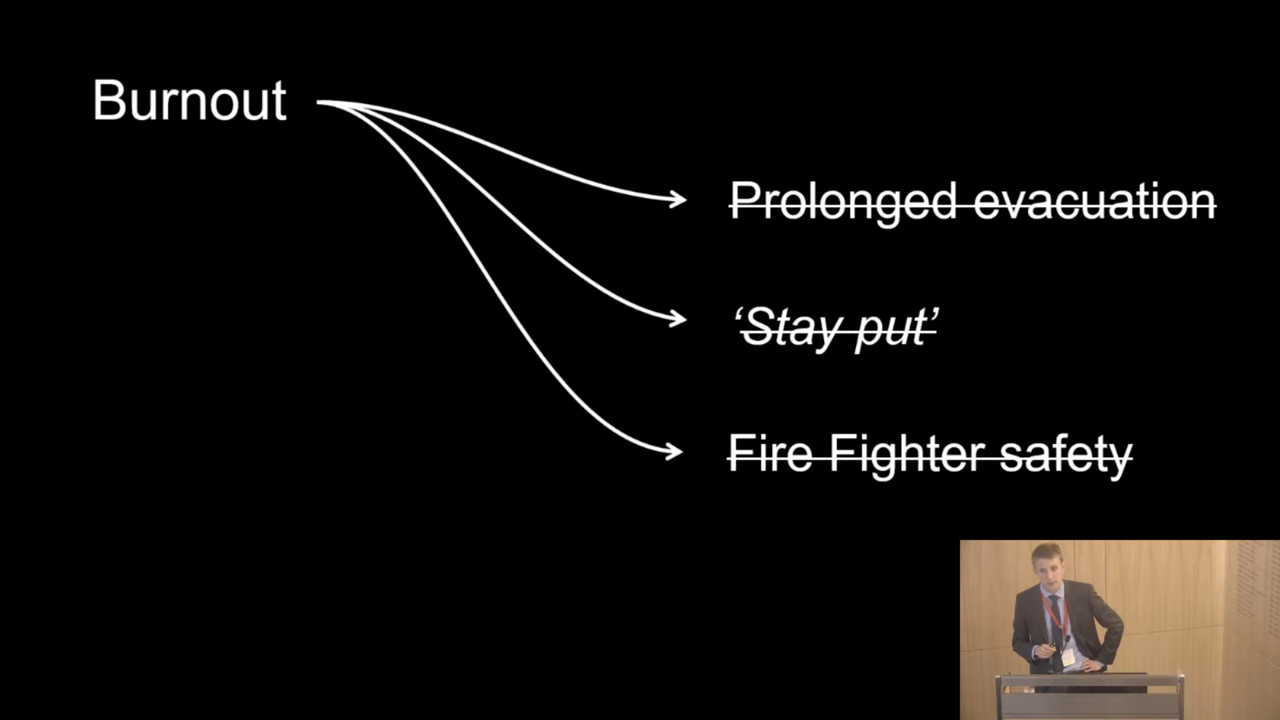 Burnout
Prolonged evacuation
‘Stay put’
Fire Fighter safety